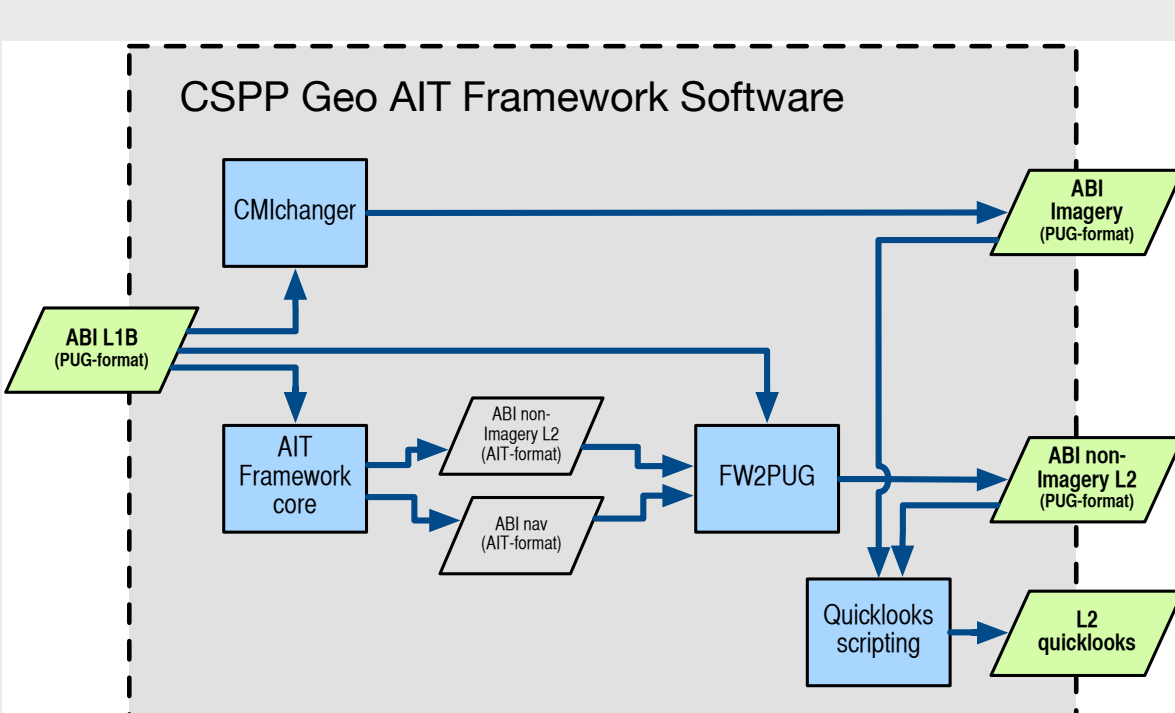 CSPP Geo AIT Framework Software
CMIchanger
ABI
Imagery
(PUG-format)
ABI L1B
(PUG-format)
AIT
Framework
core
ABI non-
Imagery L2
(AIT-format)
ABI nav
(AIT-format)
FW2PUG
ABI non-
Imagery L2
(PUG-format)
Quicklooks
scripting
L2
quicklooks